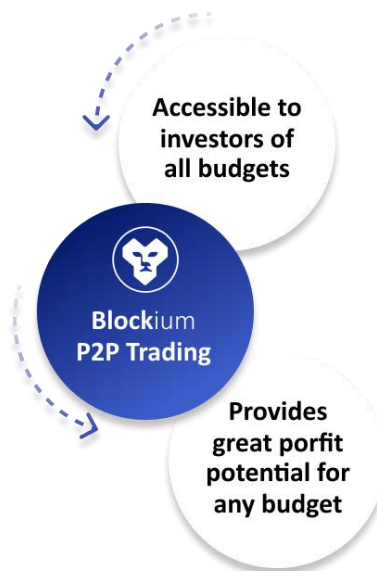 Accessible to
investors of
all budgets
Blockium
P2P Trading
Provides
great porfit
potential for
any budget